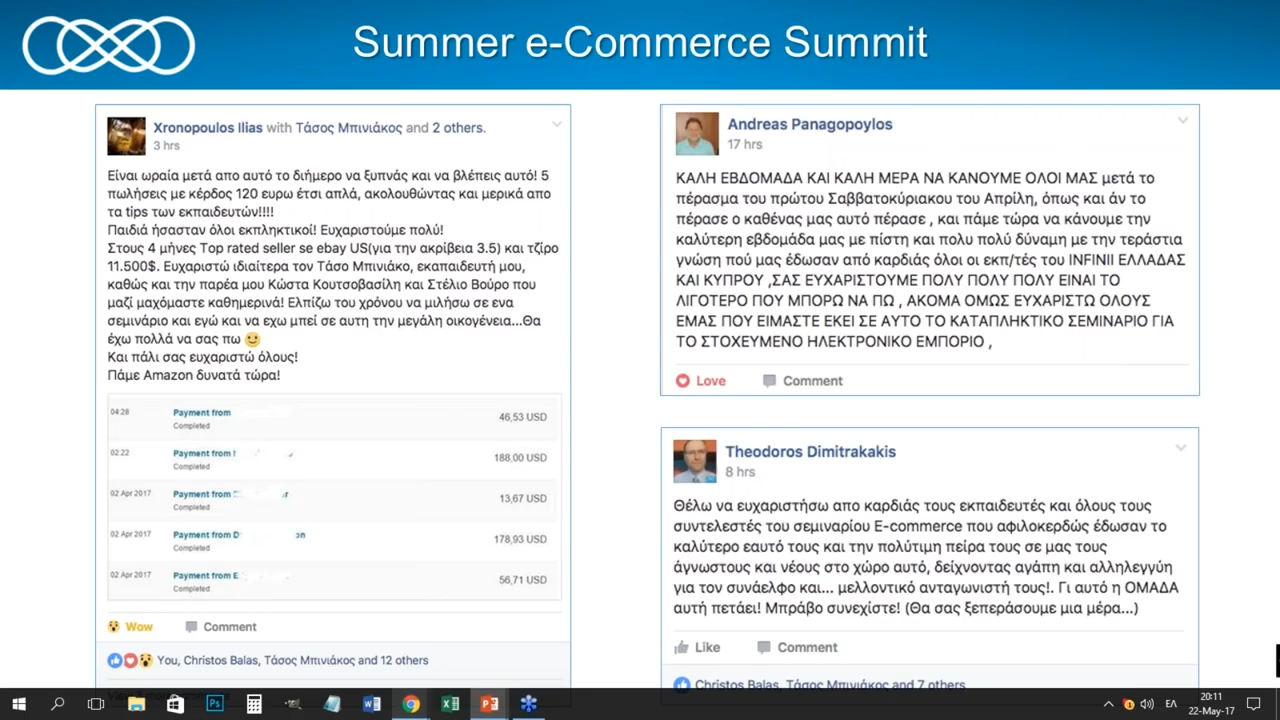 Summer e-Commerce Summit
Xronopoulos Ilias with Τάσος Μπινιάκος and 2 others.
3 hrs
Είναι ωραία μετά απο αυτό το διήμερο να ξυπνάς και να βλέπεις αυτό! 5
πωλήσεις με κέρδος 120 ευρω έτσι απλά, ακολουθώντας και μερικά απο
τα tips των εκπαιδευτών!!!!
Παιδιά ήσασταν όλοι εκπληκτικοί! Ευχαριστούμε πολύ!
Στους 4 μήνες Top rated seller se ebay US(για την ακρίβεια 3.5) και τζίρο
11.500$. Ευχαριστώ ιδιαίτερα τον Τάσο Μπινιάκο, εκαπαιδευτή μου,
καθώς και την παρέα μου Κώστα Κουτσοβασίλη και Στέλιο Βούρο που
μαζί μαχόμαστε καθημερινά! Ελπίζω του χρόνου να μιλήσω σε ενα
σεμινάριο και εγώ και να εχω μπεί σε αυτη την μεγάλη οικογένεια...Θα
έχω πολλά να σας πω 😉
Και πάλι σας ευχαριστώ όλους!
Πάμε Amazon δυνατά τώρα!
04:28 Payment from 46,53 USD
Completed
02:22 Payment from 188,00 USD
Completed
02 Apr 2017 Payment from 13,67 USD
Completed
02 Apr 2017 Payment from D on 178,93 USD
Completed
02 Apr 2017 Payment from E 56,71 USD
Completed
Wow Comment
You, Christos Balas, Τάσος Μπινιάκος and 12 others
Andreas Panagopoylos
17 hrs
ΚΑΛΗ ΕΒΔΟΜΑΔΑ ΚΑΙ ΚΑΛΗ ΜΕΡΑ ΝΑ ΚΑΝΟΥΜΕ ΟΛΟΙ ΜΑΣ μετά το
πέρασμα του πρώτου Σαββατοκύριακου του Απρίλη, όπως και άν το
πέρασε ο καθένας μας αυτό πέρασε , και πάμε τώρα να κάνουμε την
καλύτερη εβδομάδα μας με πίστη και πολυ πολύ δύναμη με την τεράστια
γνώση πού μας έδωσαν από καρδιάς όλοι οι εκπ/τές του INFINII ΕΛΛΑΔΑΣ
ΚΑΙ ΚΥΠΡΟΥ ,ΣΑΣ ΕΥΧΑΡΙΣΤΟΥΜΕ ΠΟΛΥ ΠΟΛΥ ΠΟΛΥ ΕΙΝΑΙ ΤΟ
ΛΙΓΟΤΕΡΟ ΠΟΥ ΜΠΟΡΩ ΝΑ ΠΩ , ΑΚΟΜΑ ΟΜΩΣ ΕΥΧΑΡΙΣΤΩ ΟΛΟΥΣ
ΕΜΑΣ ΠΟΥ ΕΙΜΑΣΤΕ ΕΚΕΙ ΣΕ ΑΥΤΟ ΤΟ ΚΑΤΑΠΛΗΚΤΙΚΟ ΣΕΜΙΝΑΡΙΟ ΓΙΑ
ΤΟ ΣΤΟΧΕΥΜΕΝΟ ΗΛΕΚΤΡΟΝΙΚΟ ΕΜΠΟΡΙΟ ,
Love Comment
Theodoros Dimitrakakis
8 hrs
Θέλω να ευχαριστήσω απο καρδιάς τους εκπαιδευτές και όλους τους
συντελεστές του σεμιναρίου E-commerce που αφιλοκερδώς έδωσαν το
καλύτερο εαυτό τους και την πολύτιμη πείρα τους σε μας τους
άγνωστους και νέους στο χώρο αυτό, δείχνοντας αγάπη και αλληλεγγύη
για τον συνάελφο και... μελλοντικό ανταγωνιστή τους!. Γι αυτό η ΟΜΑΔΑ
αυτή πετάει! Μπράβο συνεχίστε! (Θα σας ξεπεράσουμε μια μέρα...)
Like Comment
Christos Balas, Τάσος Μπινιάκος and 7 others
ΕΛ
20:11
22-May-17